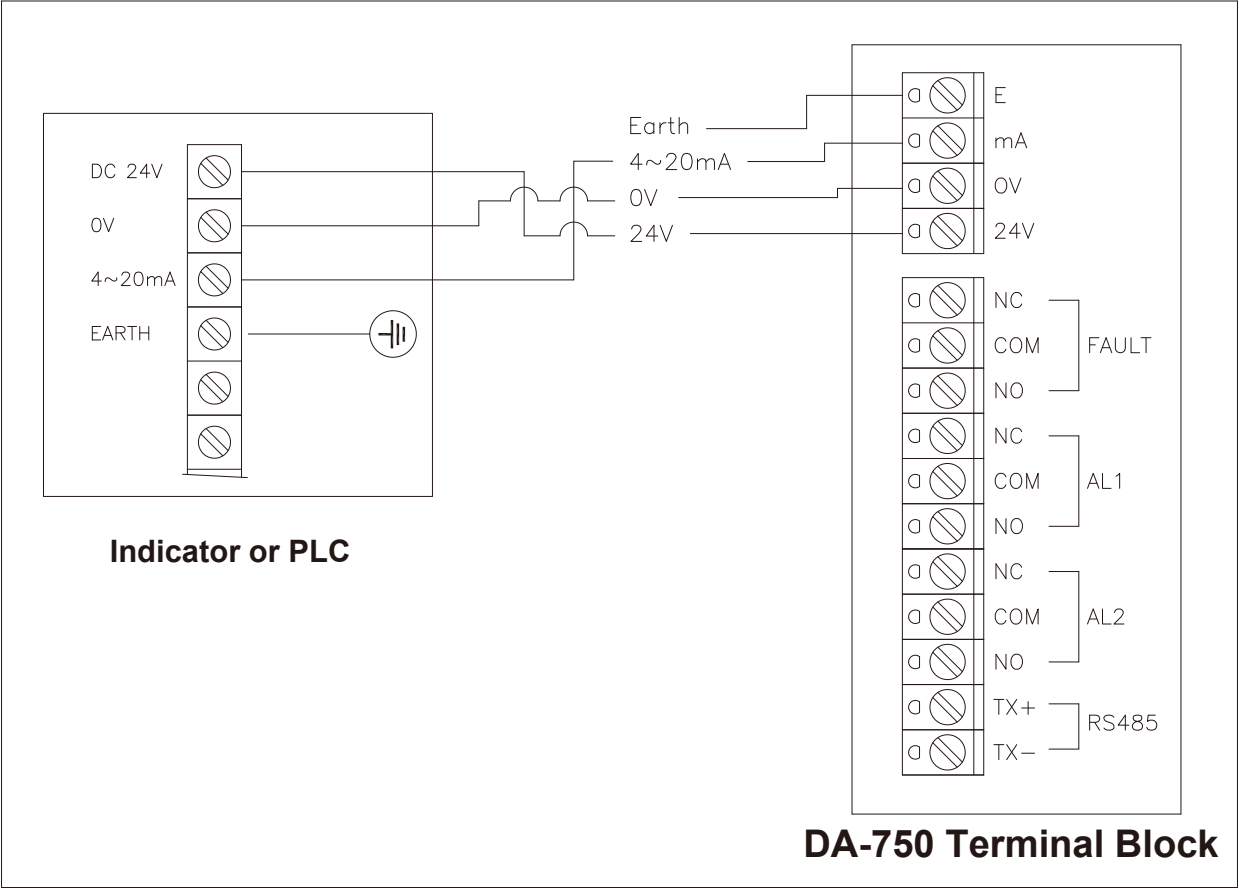 DC 24V
0V
4~20mA
EARTH
Indicator or PLC
Earth
4~20mA
0V
24V
E
mA
0V
24V
NC
COM
NO
FAULT
NC
COM
NO
AL1
NC
COM
NO
AL2
TX+
TX-
RS485
DA-750 Terminal Block